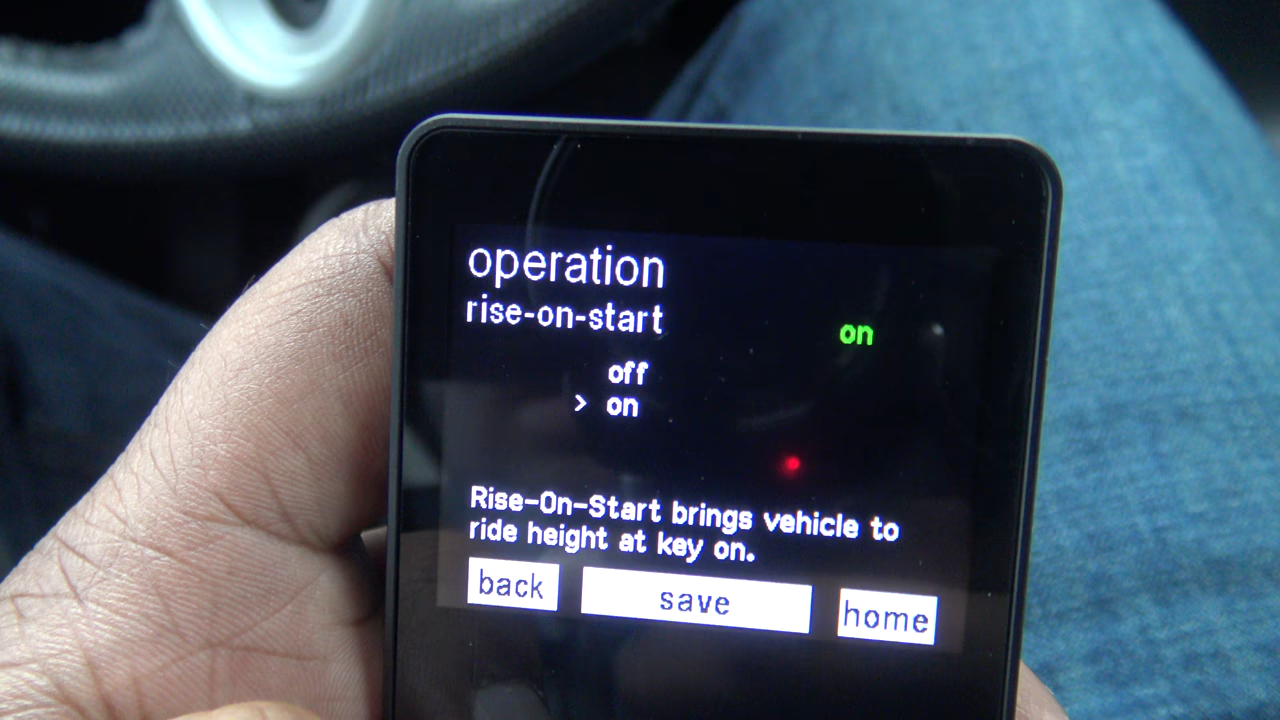 operation
rise-on-start
on
off
> on
Rise-On-Start brings vehicle to
ride height at key on.
back save home